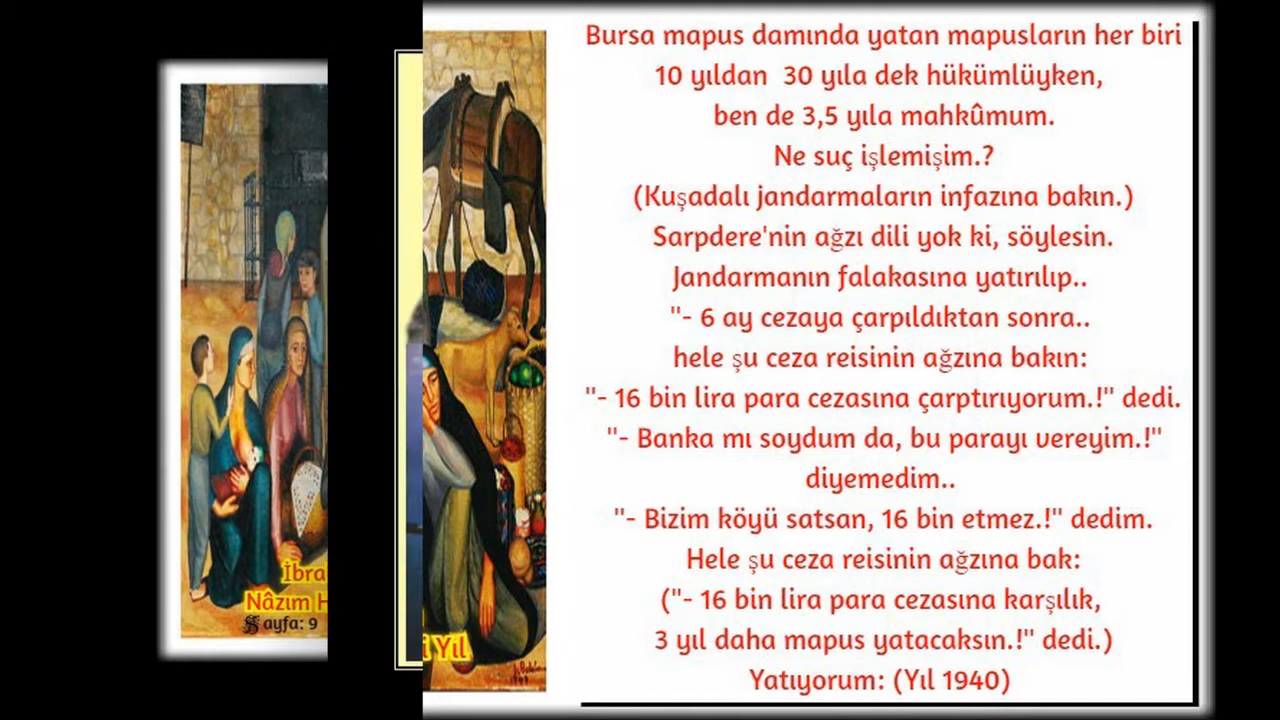 Bursa mapus damında yatan mapusların her biri
10 yıldan 30 yıla dek hükümlüyken,
ben de 3,5 yıla mahkûmum.
Ne suç işlemişim.?
(Kuşadalı jandarmaların infazına bakın.)
Sarpdere'nin ağzı dili yok ki, söylesin.
Jandarmanın falakasına yatırılıp..
"- 6 ay cezaya çarpıldıktan sonra..
hele şu ceza reisinin ağzına bakın:
"- 16 bin lira para cezasına çarptırıyorum.!" dedi.
"- Banka mı soydum da, bu parayı vereyim.!"
diyemedim..
"- Bizim köyü satsan, 16 bin etmez.!" dedim.
Hele şu ceza reisinin ağzına bak:
("- 16 bin lira para cezasına karşılık,
3 yıl daha mapus yatacaksın.!" dedi.)
Yatıyorum: (Yıl 1940)
İbra
Nâzım H
Sayfa: 9
i Yıl